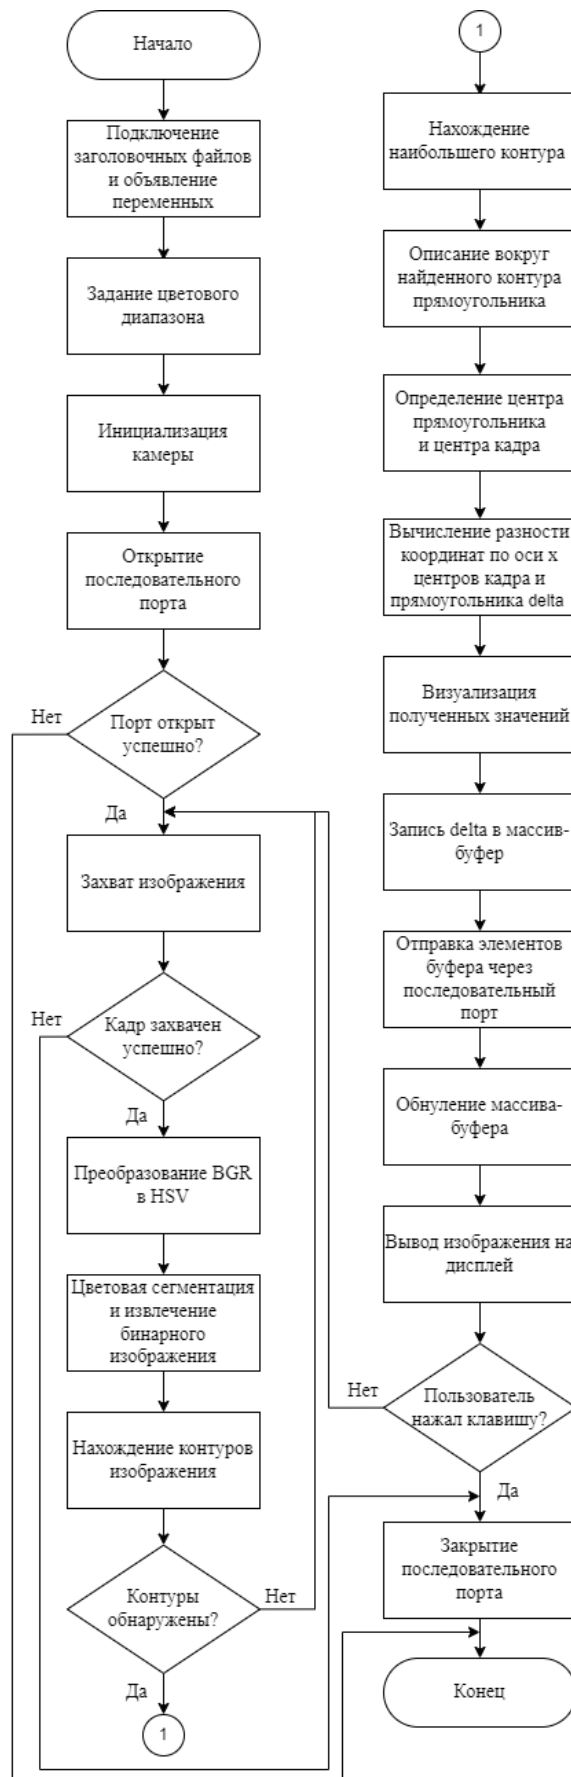 Начало
Подключение
заголовочных файлов
и объявление
переменных
Задание цветового
диапазона
Инициализация
камеры
Открытие
последовательного
порта
Нет
Порт открыт
успешно?
Да
Захват изображения
Нет
Кадр захвачен
успешно?
Да
Преобразование BGR
в HSV
Цветовая сегментация
и извлечение
бинарного
изображения
Нахождение контуров
изображения
Контуры
обнаружены?
Нет
Да
1
1
Нахождение
наибольшего контура
Описание вокруг
найденного контура
прямоугольника
Определение центра
прямоугольника
и центра кадра
Вычисление разности
координат по оси x
центров кадра и
прямоугольника delta
Визуализация
полученных значений
Запись delta в массив-
буфер
Отправка элементов
буфера через
последовательный
порт
Обнуление массива-
буфера
Вывод изображения на
дисплей
Нет
Пользователь
нажал клавишу?
Да
Закрытие
последовательного
порта
Конец